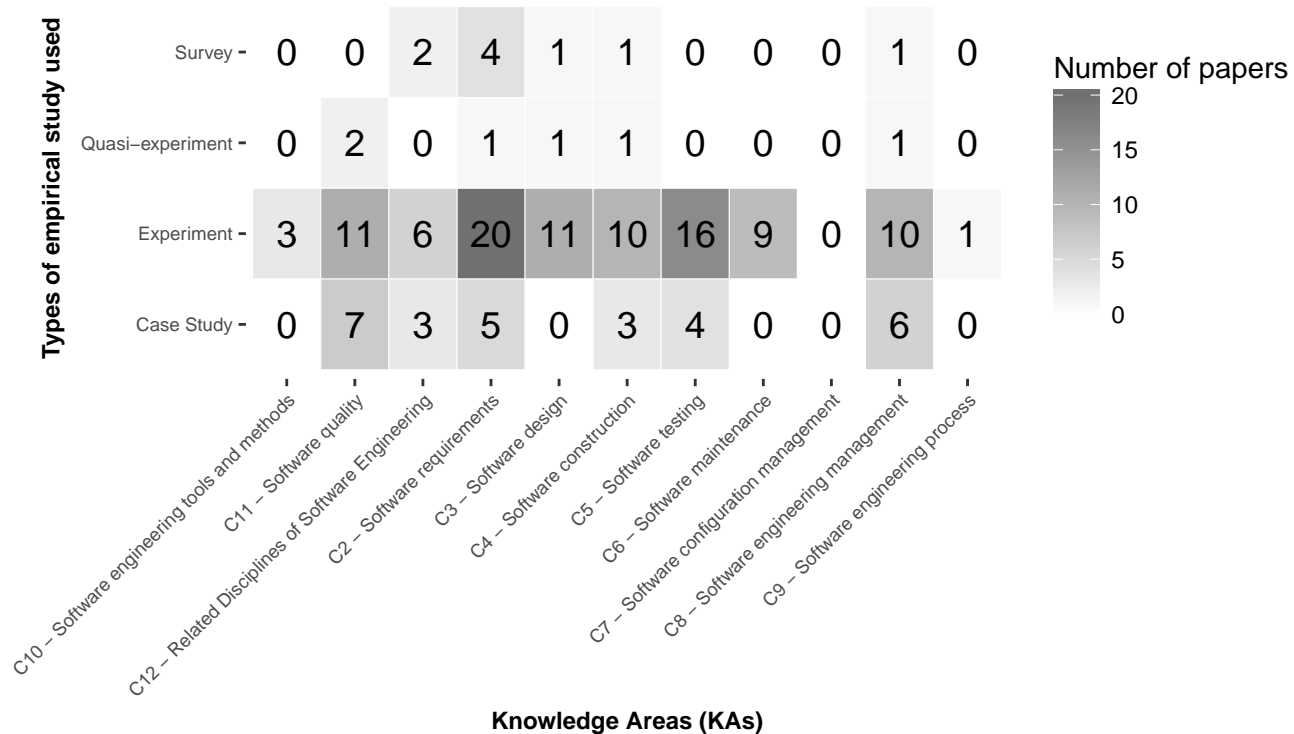 Types of empirical study used
Survey
0 0 2 4 1 1 0 0 0 1 0
Quasi−experiment
0 2 0 1 1 1 0 0 0 1 0
Experiment
3 11 6 20 11 10 16 9 0 10 1
Case Study
0 7 3 5 0 3 4 0 0 6 0
C10 − Software engineering tools and methods
C11 − Software quality
C12 − Related Disciplines of Software Engineering
C2 − Software requirements
C3 − Software design
C4 − Software construction
C5 − Software testing
C6 − Software maintenance
C7 − Software configuration management
C8 − Software engineering management
C9 − Software engineering process
Knowledge Areas (KAs)
Number of papers
20
15
10
5
0